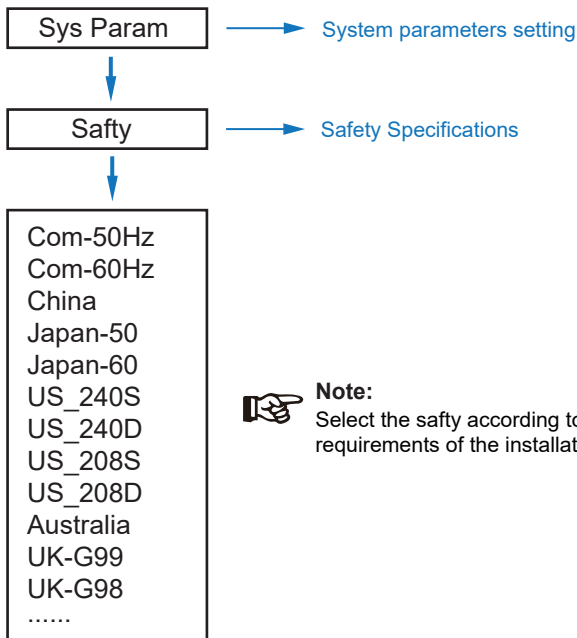 Sys Param
System parameters setting
Safty
Safety Specifications
Com-50Hz
Com-60Hz
China
Japan-50
Japan-60
US_240S
US_240D
US_208S
US_208D
Australia
UK-G99
UK-G98
......
Note:
Select the safty according to
requirements of the